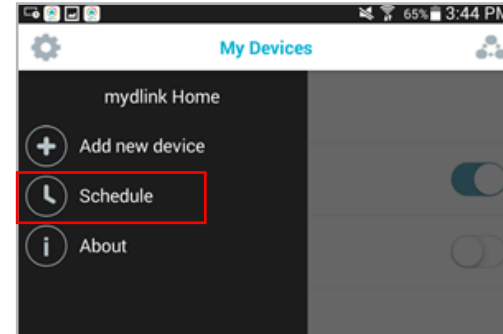 65% 3:44 PM
My Devices
mydlink Home
Add new device
Schedule
About